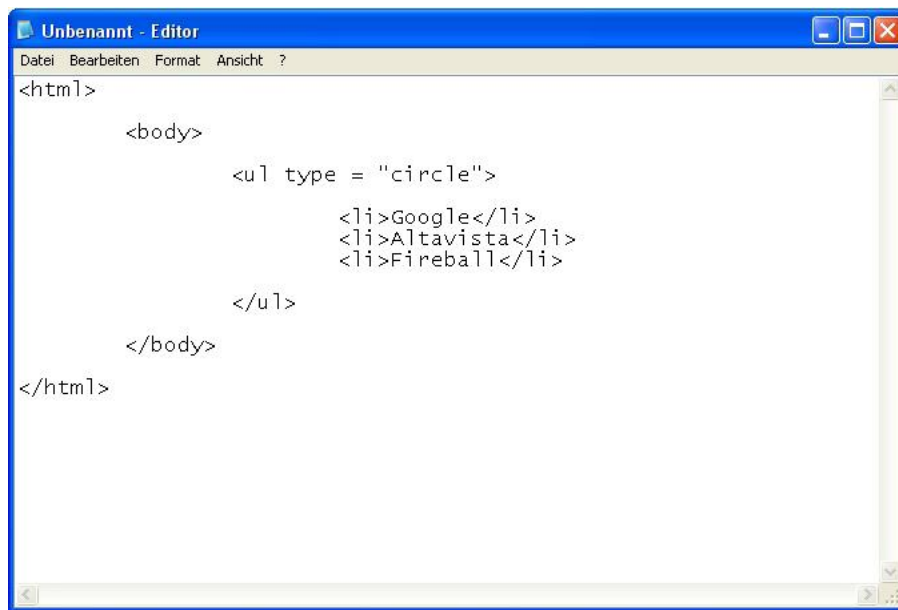 Unbenannt - Editor
Datei Bearbeiten Format Ansicht ?
<html>
<body>
<ul type = "circle">
<li>Google</li>
<li>Altavista</li>
<li>Fireball</li>
</ul>
</body>
</html>